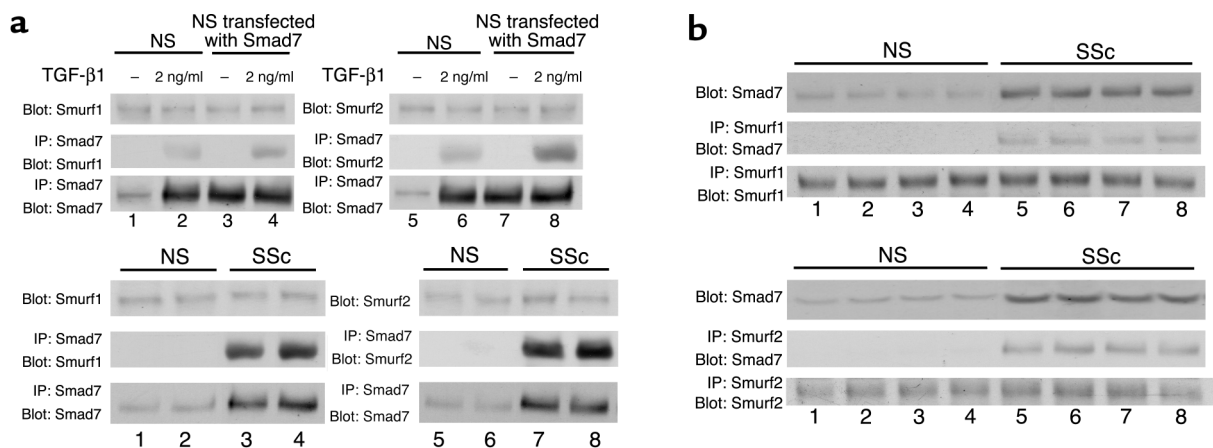 a
NS
NS transfected
with Smad7
TGF-β1
–
2 ng/ml
–
2 ng/ml
Blot: Smurf1
IP: Smad7
Blot: Smurf1
IP: Smad7
Blot: Smad7
1 2 3 4
NS
NS transfected
with Smad7
TGF-β1
–
2 ng/ml
–
2 ng/ml
Blot: Smurf2
IP: Smad7
Blot: Smurf2
IP: Smad7
Blot: Smad7
5 6 7 8
NS SSc
Blot: Smurf1
IP: Smad7
Blot: Smurf1
IP: Smad7
Blot: Smad7
1 2 3 4
NS SSc
Blot: Smurf2
IP: Smad7
Blot: Smurf2
IP: Smad7
Blot: Smad7
5 6 7 8
b
NS SSc
Blot: Smad7
IP: Smurf1
Blot: Smad7
IP: Smurf1
Blot: Smurf1
1 2 3 4 5 6 7 8
NS SSc
Blot: Smad7
IP: Smurf2
Blot: Smad7
IP: Smurf2
Blot: Smurf2
1 2 3 4 5 6 7 8